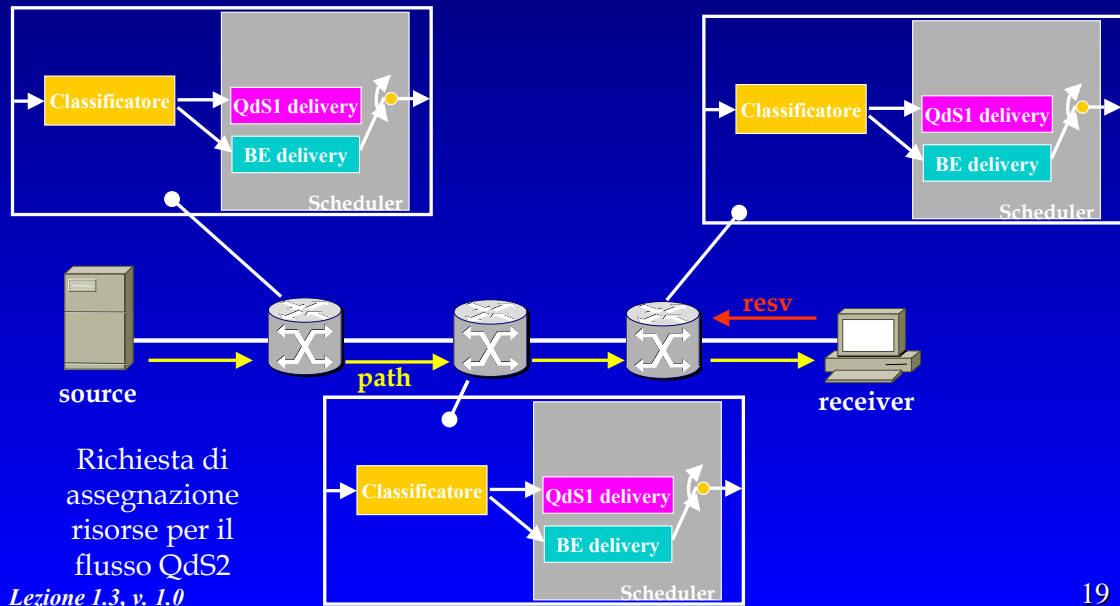 Classificatore
QdS1 delivery
BE delivery
Scheduler
Classificatore
QdS1 delivery
BE delivery
Scheduler
resv
path
source
receiver
Classificatore
QdS1 delivery
BE delivery
Scheduler
Richiesta di
assegnazione
risorse per il
flusso QdS2
Lezione 1.3, v. 1.0
19